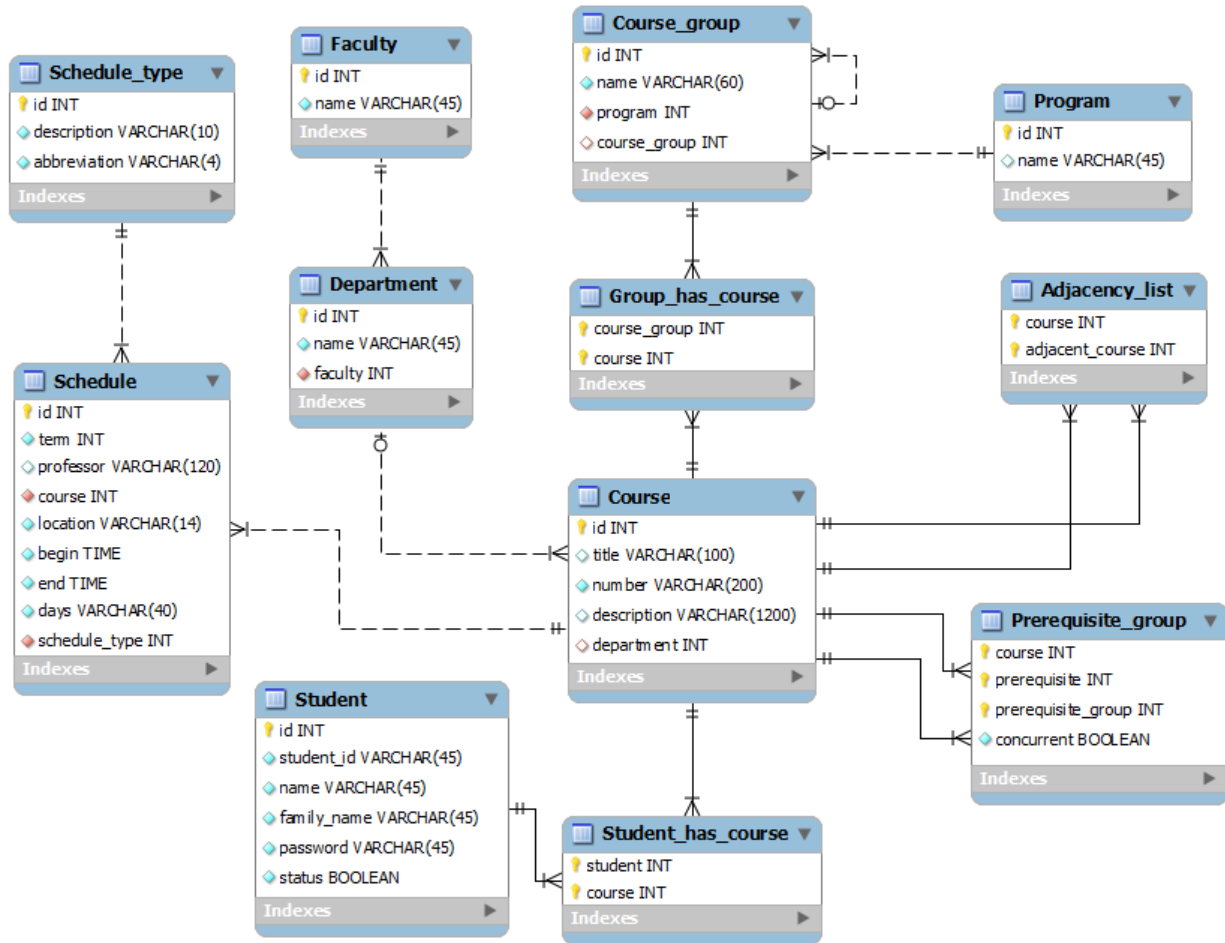 Schedule_type
id INT
description VARCHAR(10)
abbreviation VARCHAR(4)
Indexes
Faculty
id INT
name VARCHAR(45)
Indexes
Course_group
id INT
name VARCHAR(60)
program INT
course_group INT
Indexes
Program
id INT
name VARCHAR(45)
Indexes
Department
id INT
name VARCHAR(45)
faculty INT
Indexes
Group_has_course
course_group INT
course INT
Indexes
Adjacency_list
course INT
adjacent_course INT
Indexes
Schedule
id INT
term INT
professor VARCHAR(120)
course INT
location VARCHAR(14)
begin TIME
end TIME
days VARCHAR(40)
schedule_type INT
Indexes
Course
id INT
title VARCHAR(100)
number VARCHAR(200)
description VARCHAR(1200)
department INT
Indexes
Prerequisite_group
course INT
prerequisite INT
prerequisite_group INT
concurrent BOOLEAN
Indexes
Student
id INT
student_id VARCHAR(45)
name VARCHAR(45)
family_name VARCHAR(45)
password VARCHAR(45)
status BOOLEAN
Indexes
Student_has_course
student INT
course INT
Indexes